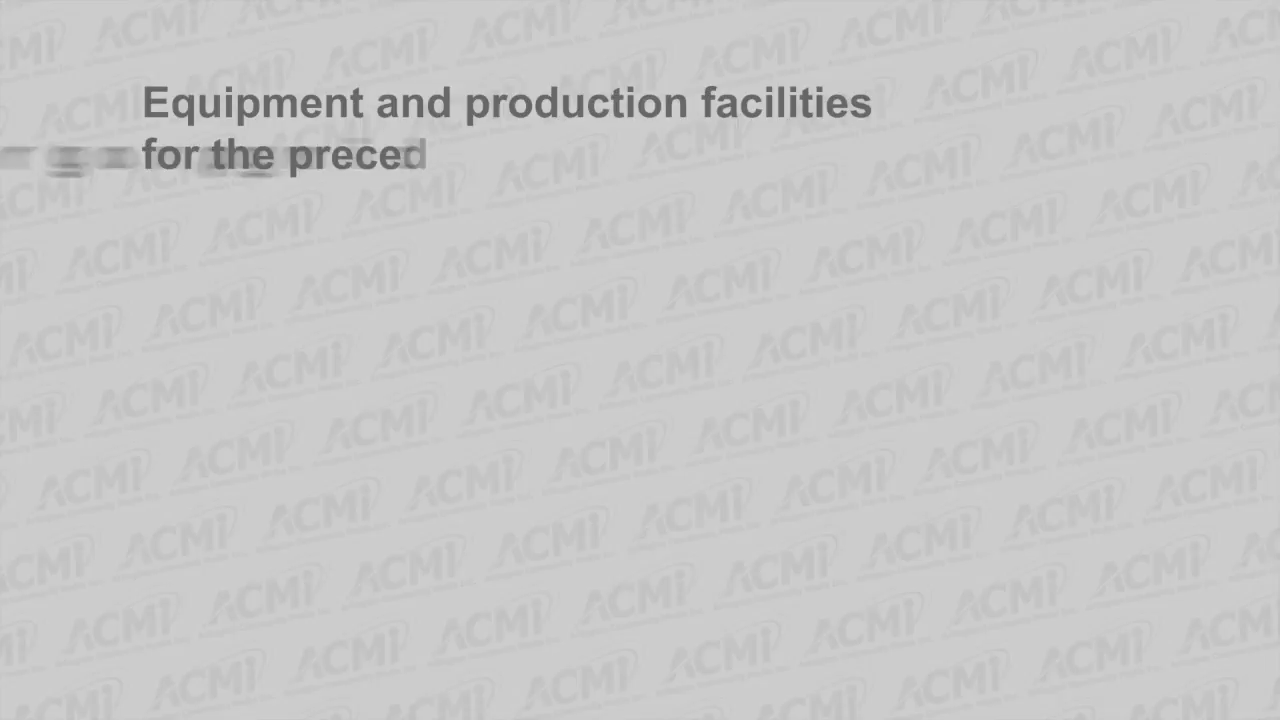 Equipment and production facilities
for the preced